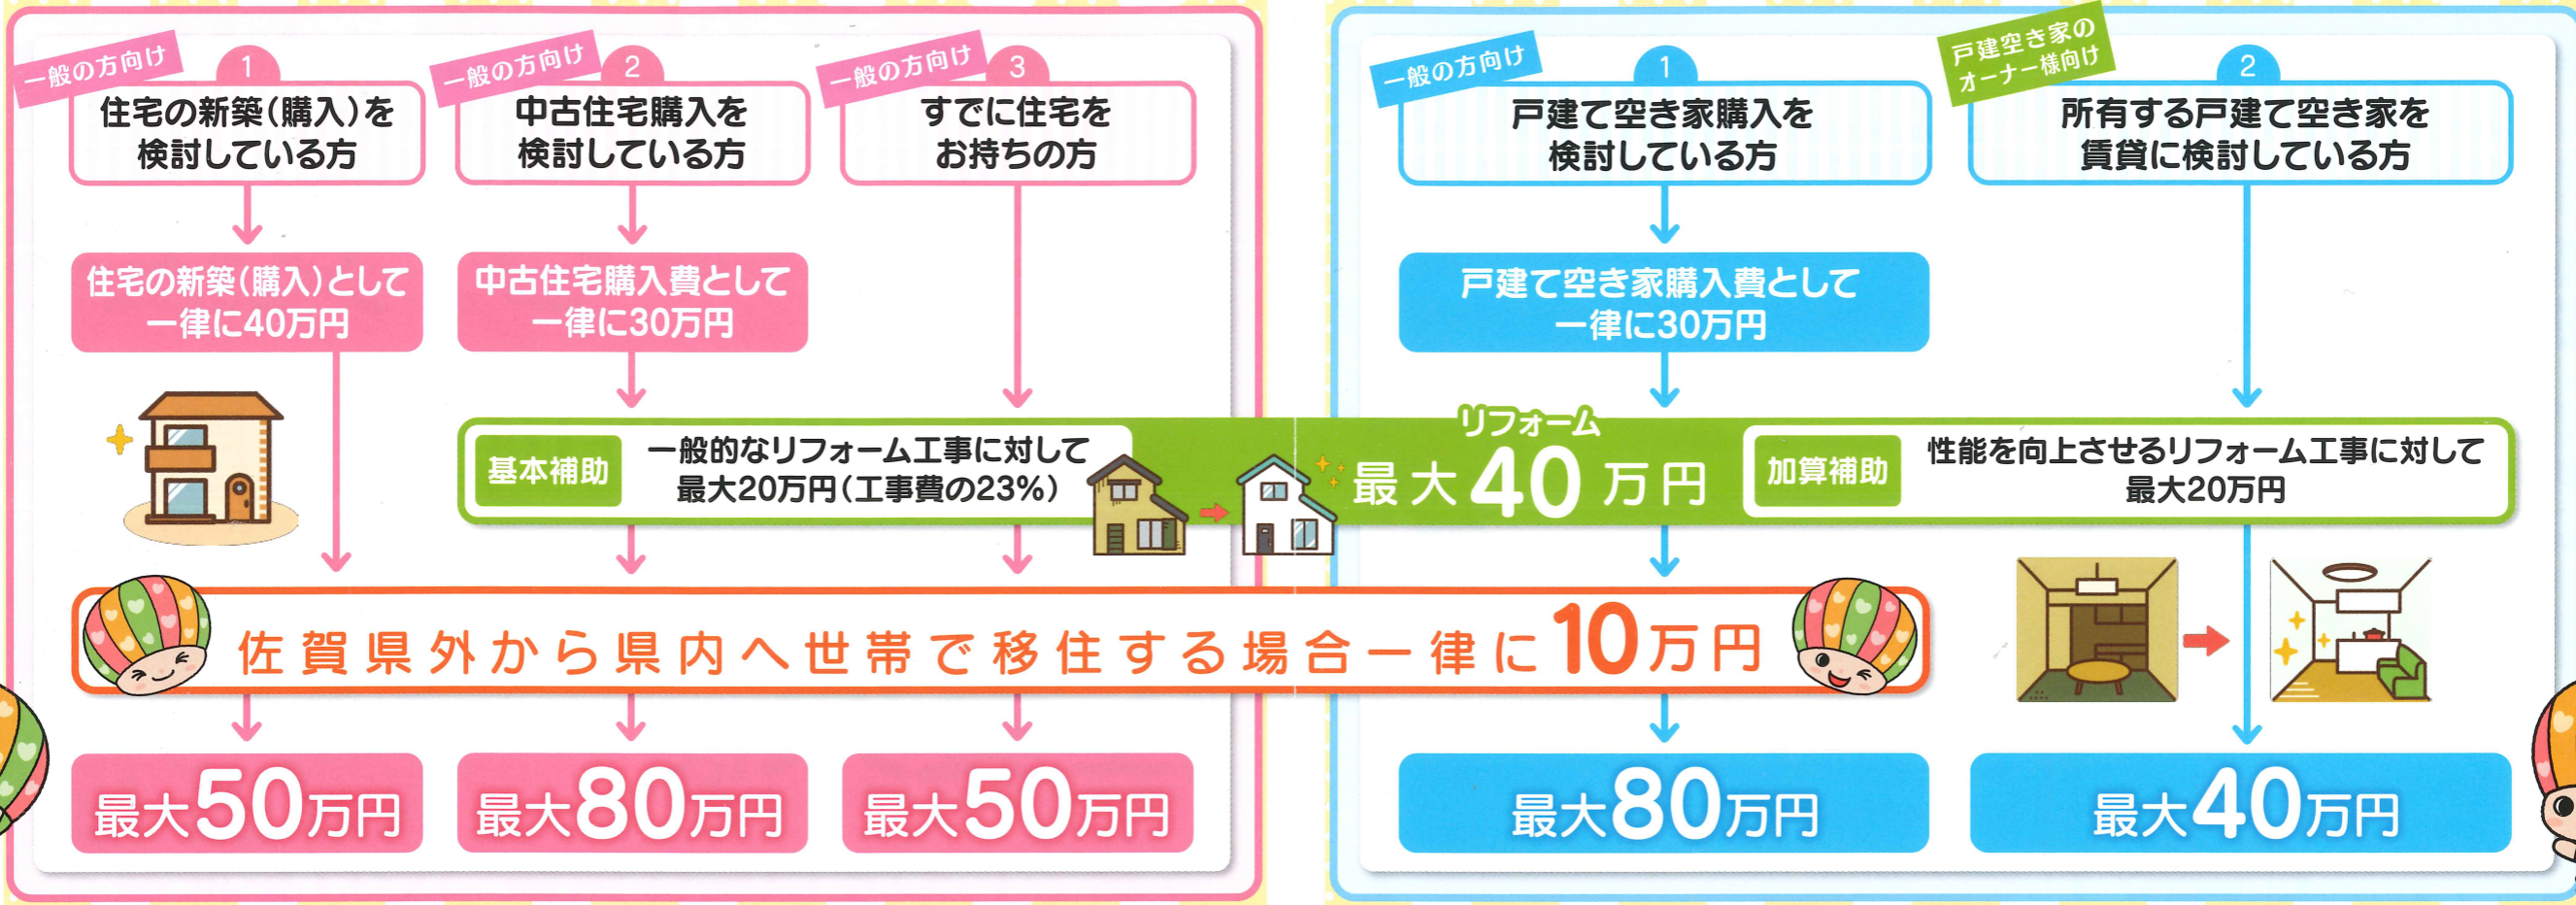 一般の方向け
1
住宅の新築(購入)を
検討している方
住宅の新築(購入)として
一律に40万円
一般の方向け
2
中古住宅購入を
検討している方
中古住宅購入費として
一律に30万円
一般の方向け
3
すでに住宅を
お持ちの方
一般の方向け
1
戸建て空き家購入を
検討している方
戸建て空き家購入費として
一律に30万円
戸建空き家の
オーナー様向け
2
所有する戸建て空き家を
賃貸に検討している方
基本補助
一般的なリフォーム工事に対して
最大20万円(工事費の23%)
リフォーム
最大40万円
加算補助
性能を向上させるリフォーム工事に対して
最大20万円
佐賀県外から県内へ世帯で移住する場合一律に10万円
最大50万円
最大80万円
最大50万円
最大80万円
最大40万円